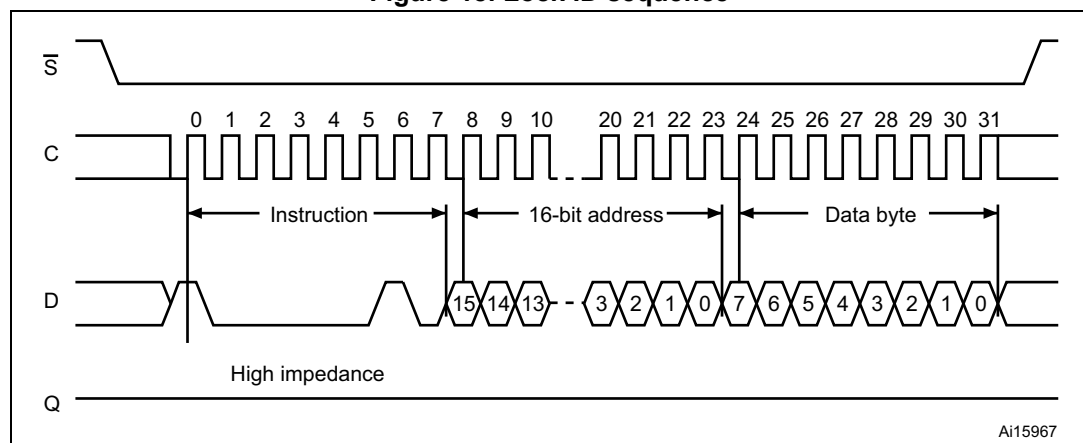 Lock ID sequence
S̅
0 1 2 3 4 5 6 7 8 9 10 20 21 22 23 24 25 26 27 28 29 30 31
C
Instruction 16-bit address Data byte
D
15 14 13 3 2 1 0 7 6 5 4 3 2 1 0
High impedance
Q
Ai15967